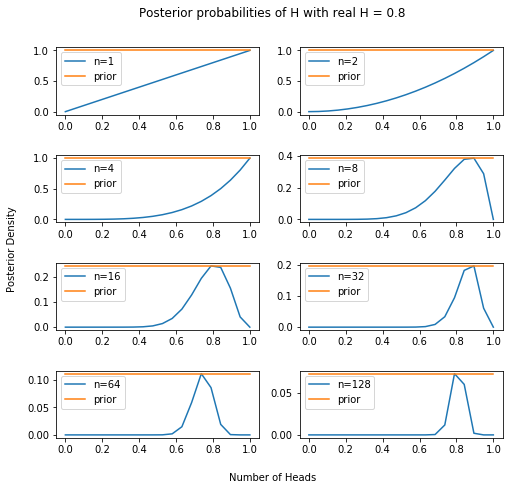 Posterior probabilities of H with real H = 0.8
1.0
0.5
0.0
n=1
prior
0.0 0.2 0.4 0.6 0.8 1.0
1.0
0.5
0.0
n=2
prior
0.0 0.2 0.4 0.6 0.8 1.0
1.0
0.5
0.0
n=4
prior
0.0 0.2 0.4 0.6 0.8 1.0
0.4
0.2
0.0
n=8
prior
0.0 0.2 0.4 0.6 0.8 1.0
Posterior Density
0.2
0.1
0.0
n=16
prior
0.0 0.2 0.4 0.6 0.8 1.0
0.2
0.1
0.0
n=32
prior
0.0 0.2 0.4 0.6 0.8 1.0
0.10
0.05
0.00
n=64
prior
0.0 0.2 0.4 0.6 0.8 1.0
0.05
0.00
n=128
prior
0.0 0.2 0.4 0.6 0.8 1.0
Number of Heads